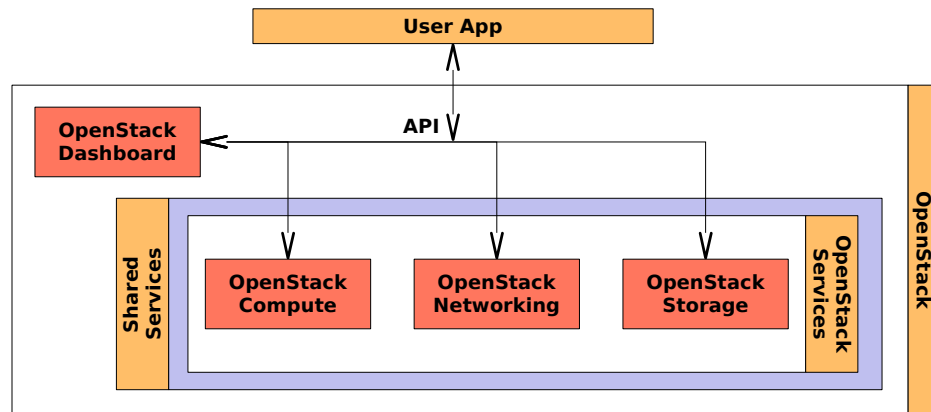 User App
API
OpenStack
Dashboard
OpenStack
Shared
Services
OpenStack
Compute
OpenStack
Networking
OpenStack
Storage
OpenStack
Services